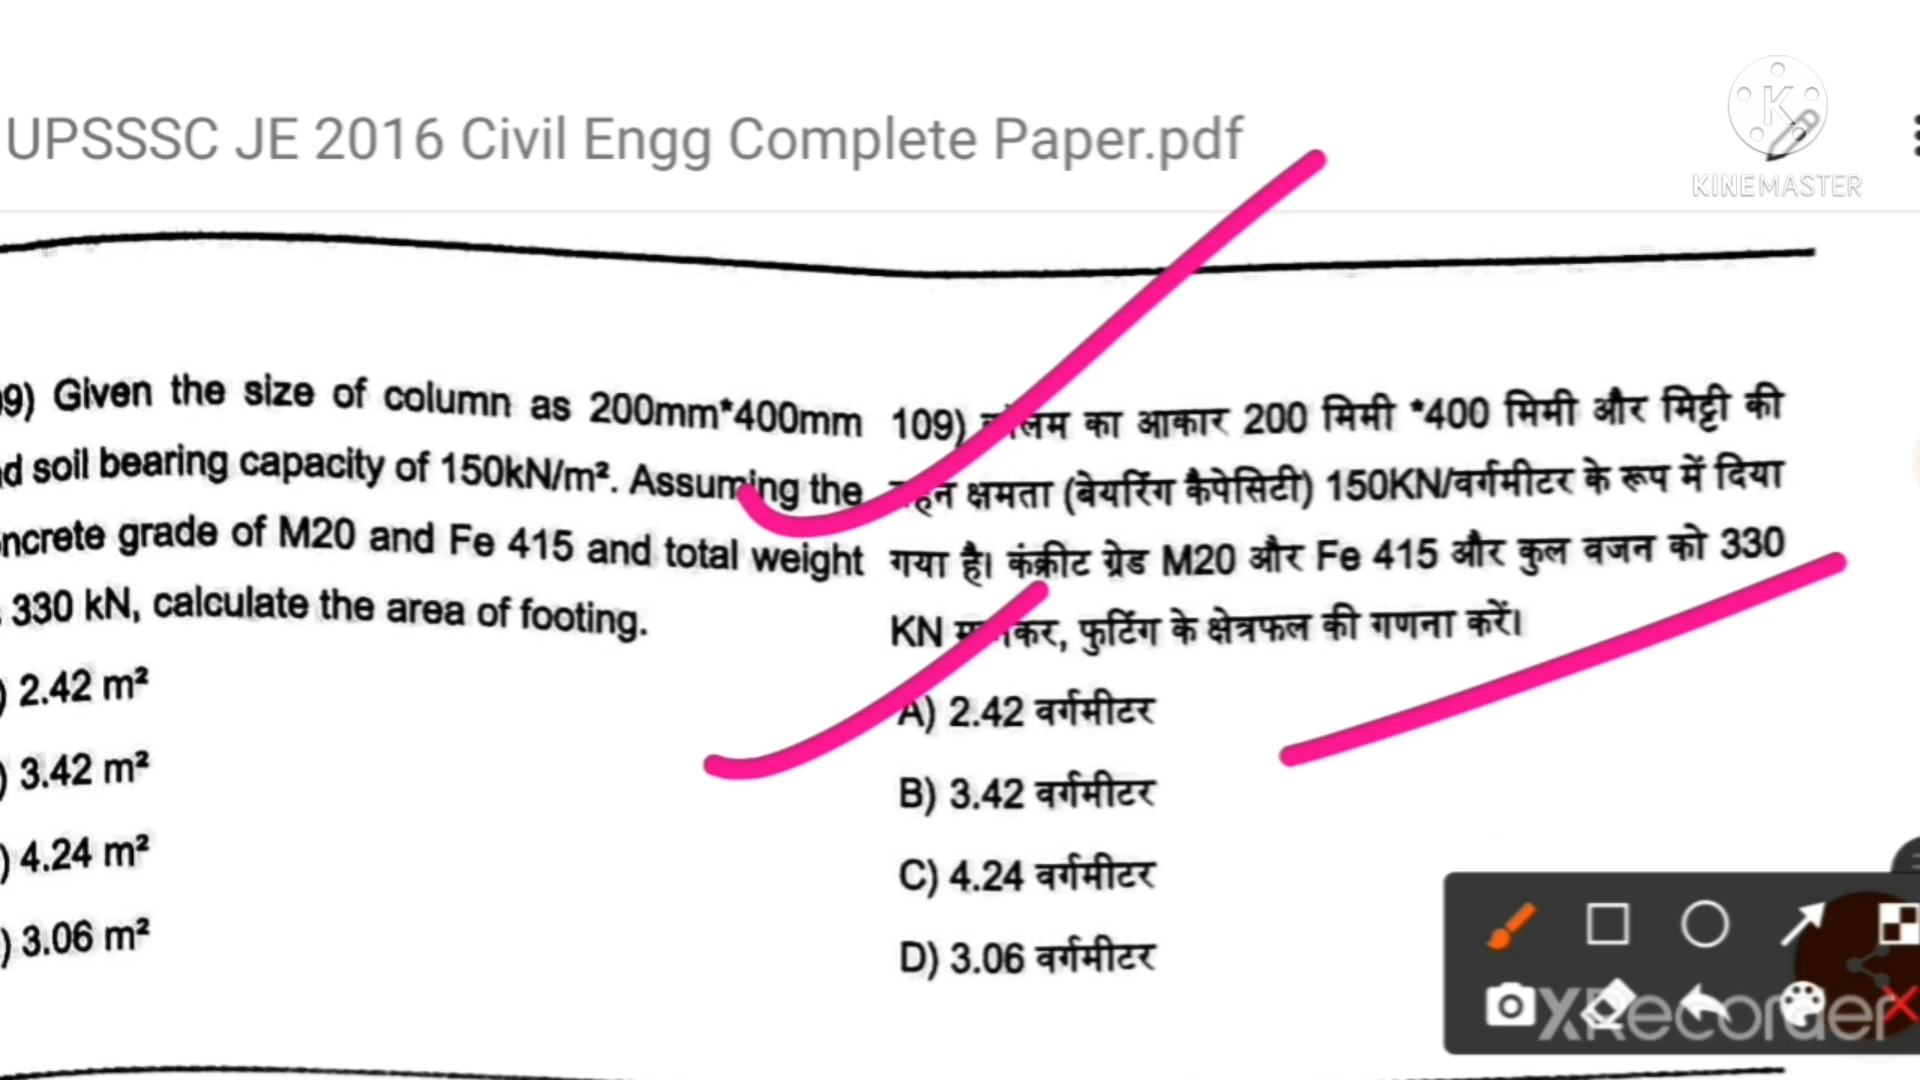 UPSSSC JE 2016 Civil Engg Complete Paper.pdf
KINEMASTER
9) Given the size of column as 200mm*400mm
d soil bearing capacity of 150kN/m². Assuming the
ncrete grade of M20 and Fe 415 and total weight
330 kN, calculate the area of footing.
) 2.42 m²
) 3.42 m²
) 4.24 m²
) 3.06 m²
109) का आकार 200 मिमी *400 मिमी और मिट्टी की
क्षमता (बेयरिंग कैपेसिटी) 150KN/वर्गमीटर के रूप में दिया
गया है। कंक्रीट ग्रेड M20 और Fe 415 और कुल वजन को 330
KN फुटिंग के क्षेत्रफल की गणना करें।
A) 2.42 वर्गमीटर
B) 3.42 वर्गमीटर
C) 4.24 वर्गमीटर
D) 3.06 वर्गमीटर
XRecorder